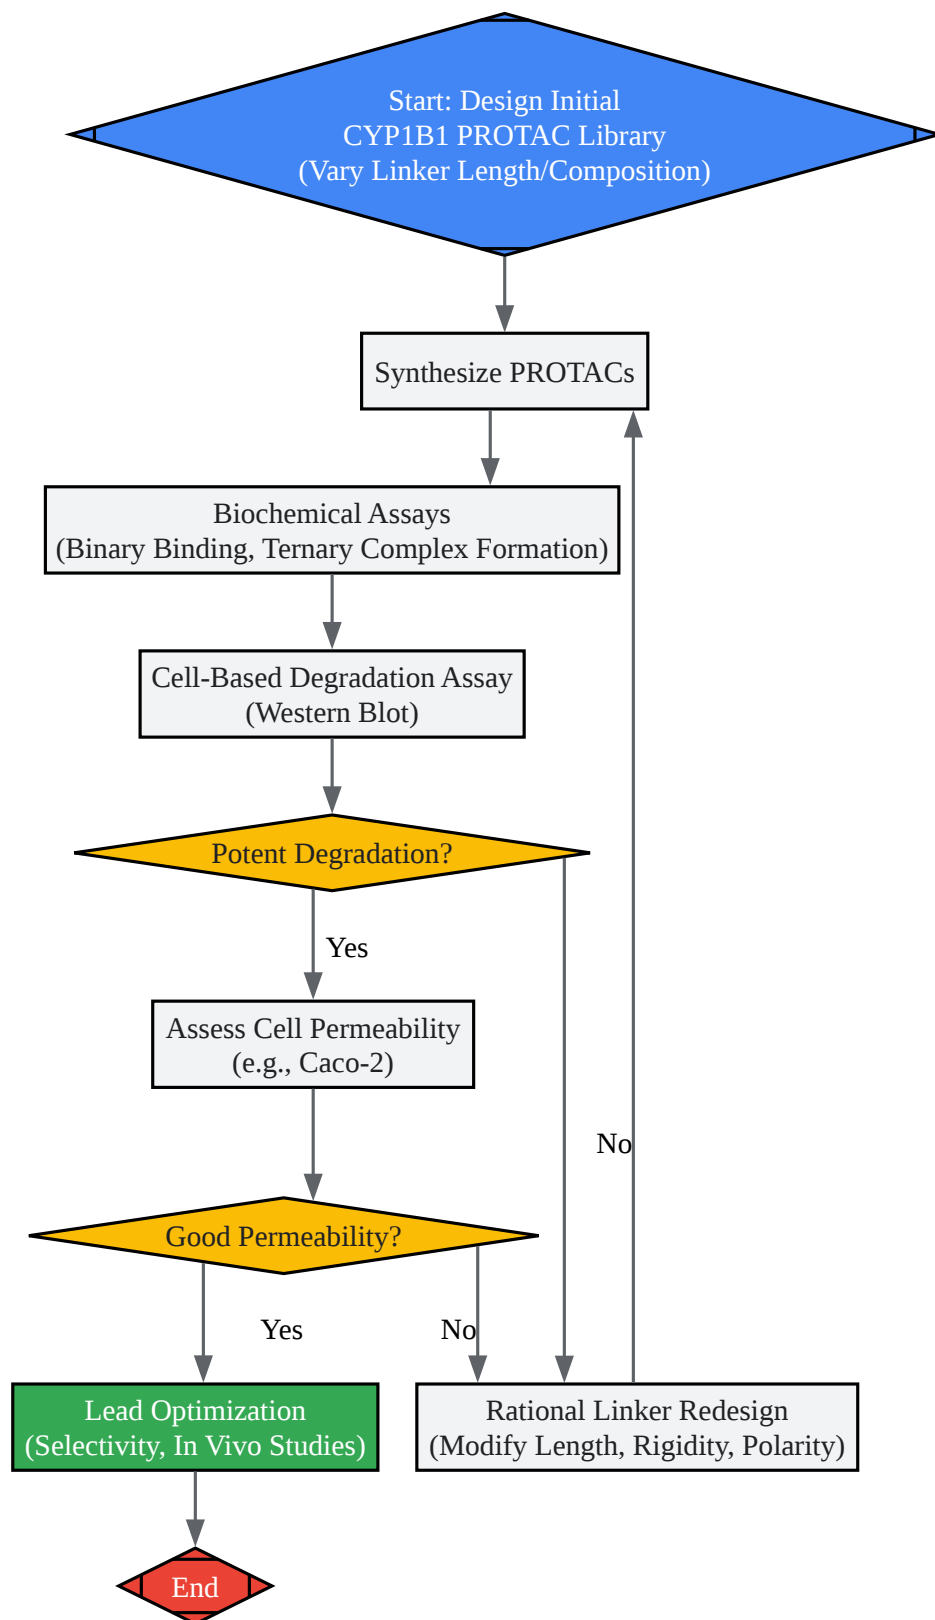 Start: Design Initial
CYP1B1 PROTAC Library
(Vary Linker Length/Composition)
Synthesize PROTACs
Biochemical Assays
(Binary Binding, Ternary Complex Formation)
Cell-Based Degradation Assay
(Western Blot)
Potent Degradation?
Yes
Assess Cell Permeability
(e.g., Caco-2)
No
Good Permeability?
Yes
No
Lead Optimization
(Selectivity, In Vivo Studies)
Rational Linker Redesign
(Modify Length, Rigidity, Polarity)
End